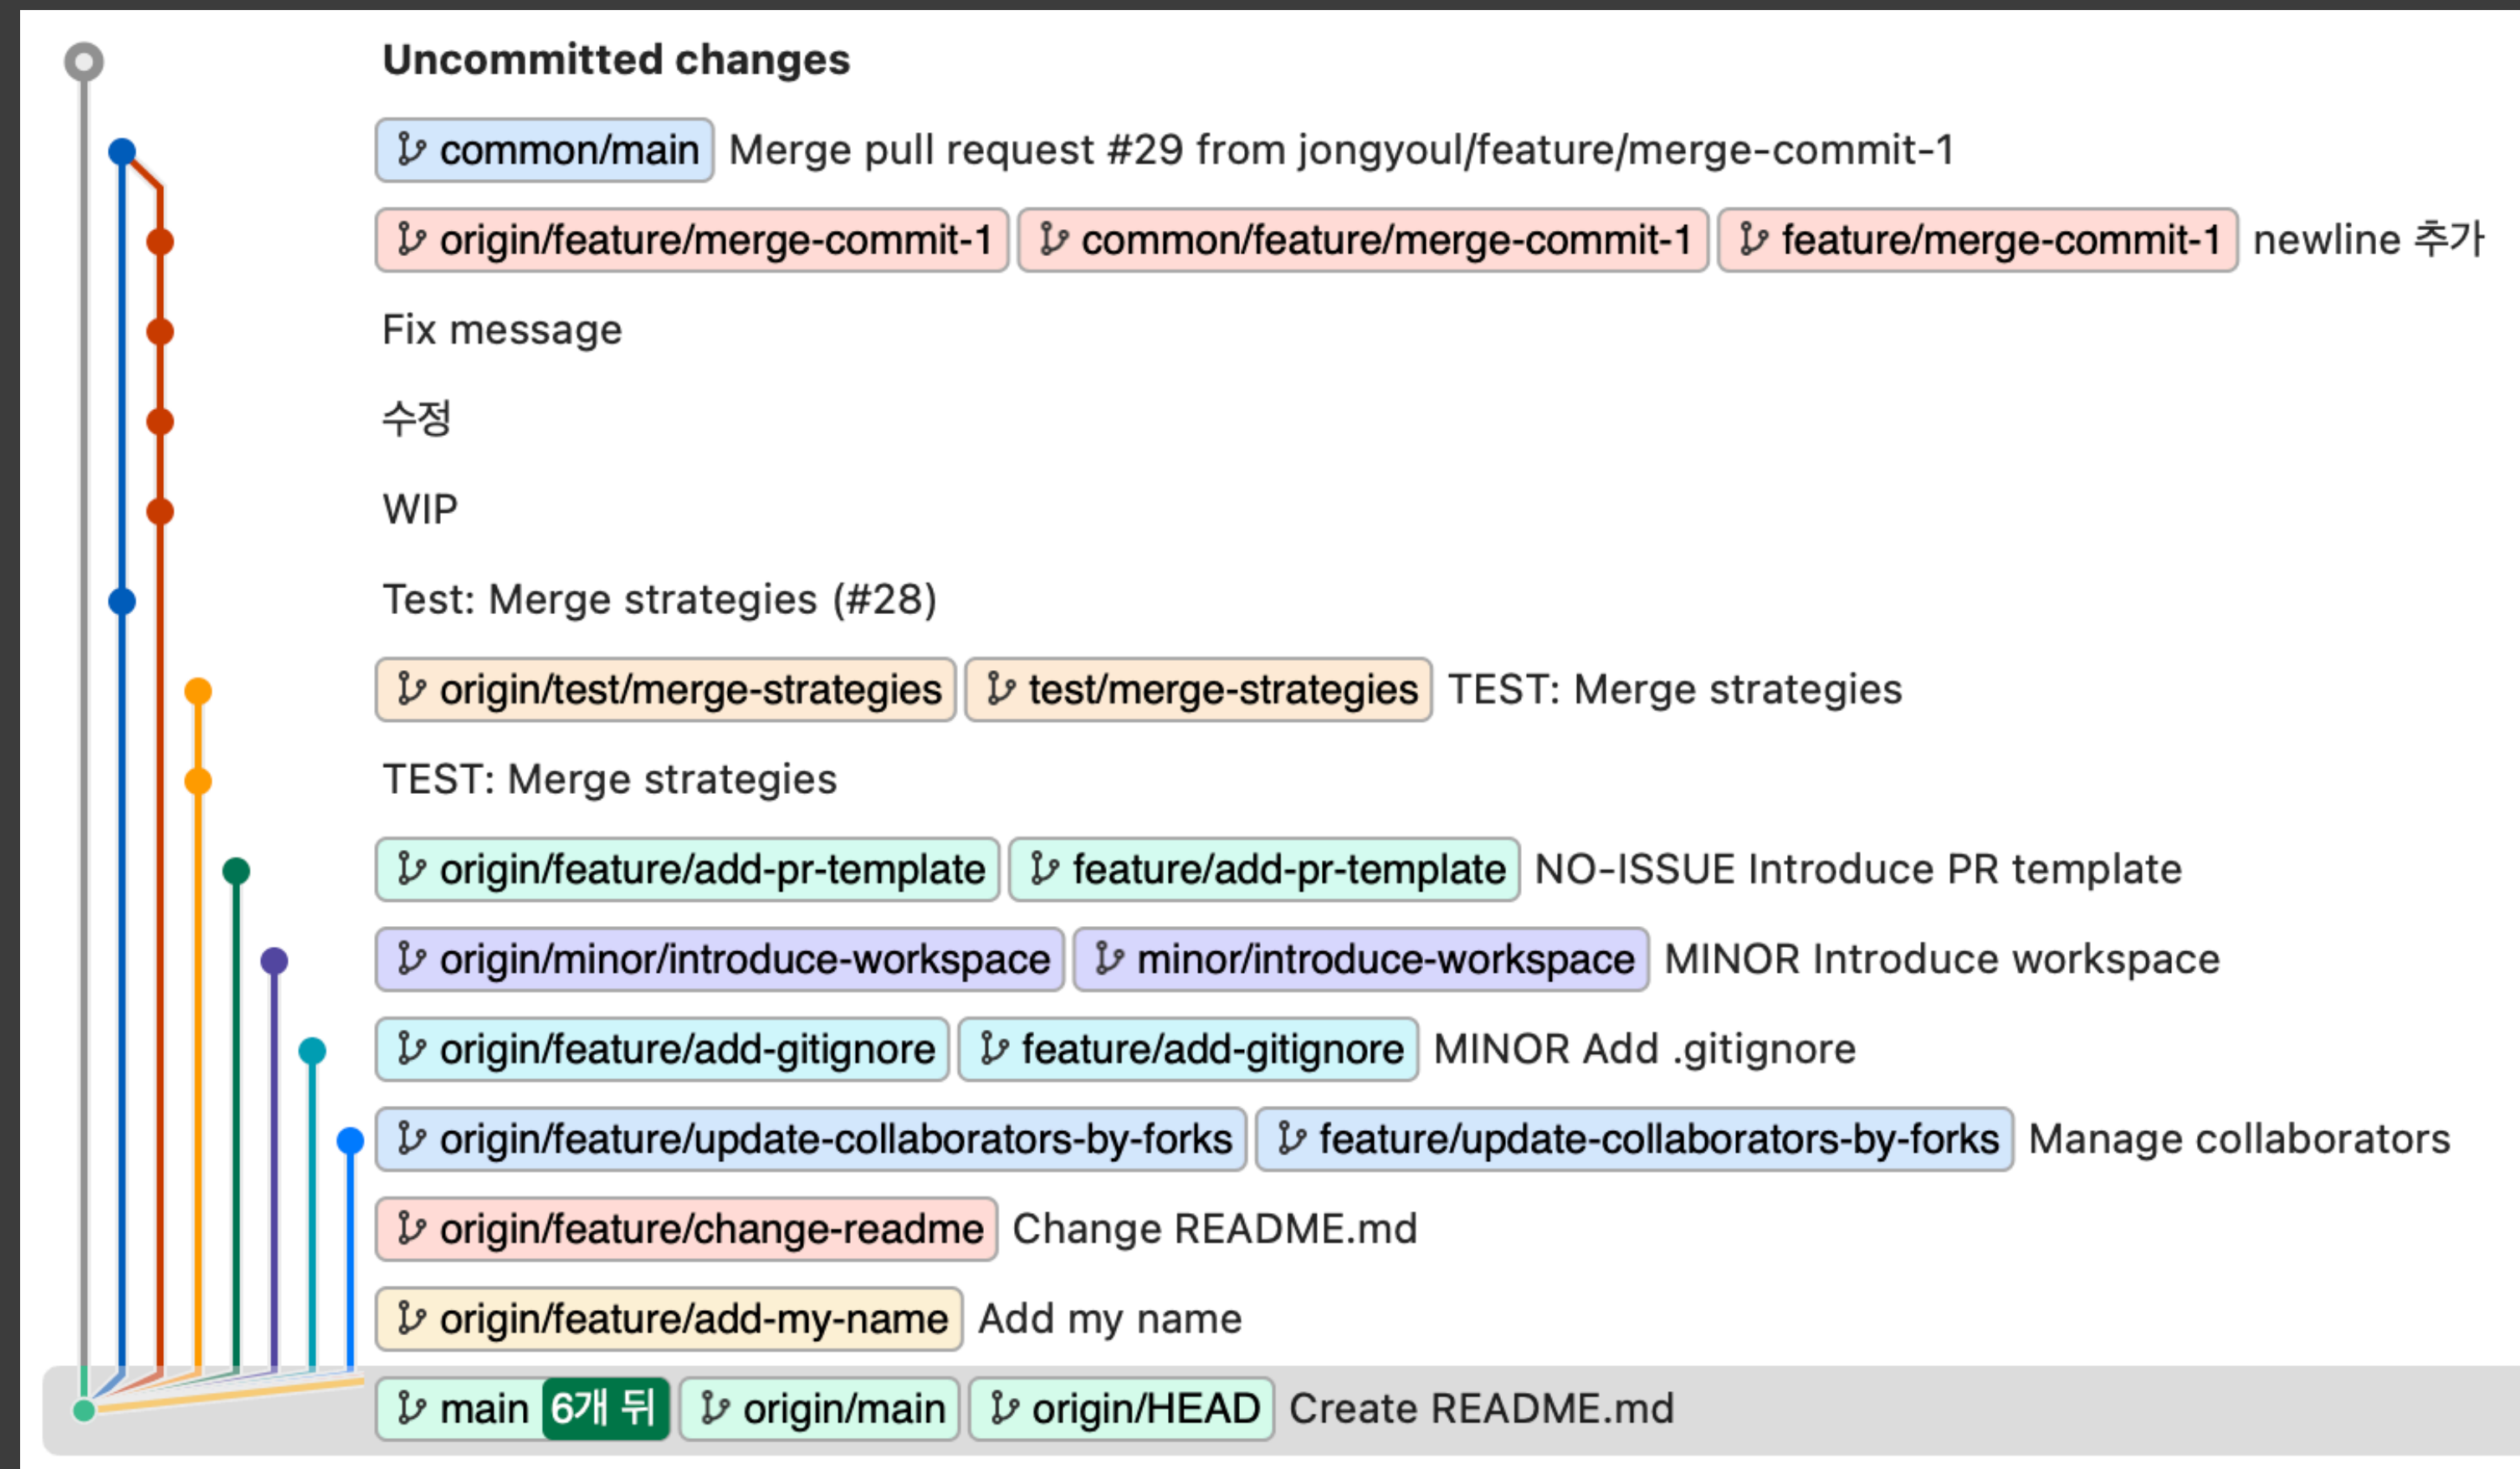 Uncommitted changes
common/main Merge pull request #29 from jongyoul/feature/merge-commit-1
origin/feature/merge-commit-1 common/feature/merge-commit-1 feature/merge-commit-1 newline 추가
Fix message
수정
WIP
Test: Merge strategies (#28)
origin/test/merge-strategies test/merge-strategies TEST: Merge strategies
TEST: Merge strategies
origin/feature/add-pr-template feature/add-pr-template NO-ISSUE Introduce PR template
origin/minor/introduce-workspace minor/introduce-workspace MINOR Introduce workspace
origin/feature/add-gitignore feature/add-gitignore MINOR Add .gitignore
origin/feature/update-collaborators-by-forks feature/update-collaborators-by-forks Manage collaborators
origin/feature/change-readme Change README.md
origin/feature/add-my-name Add my name
main 6개 뒤 origin/main origin/HEAD Create README.md